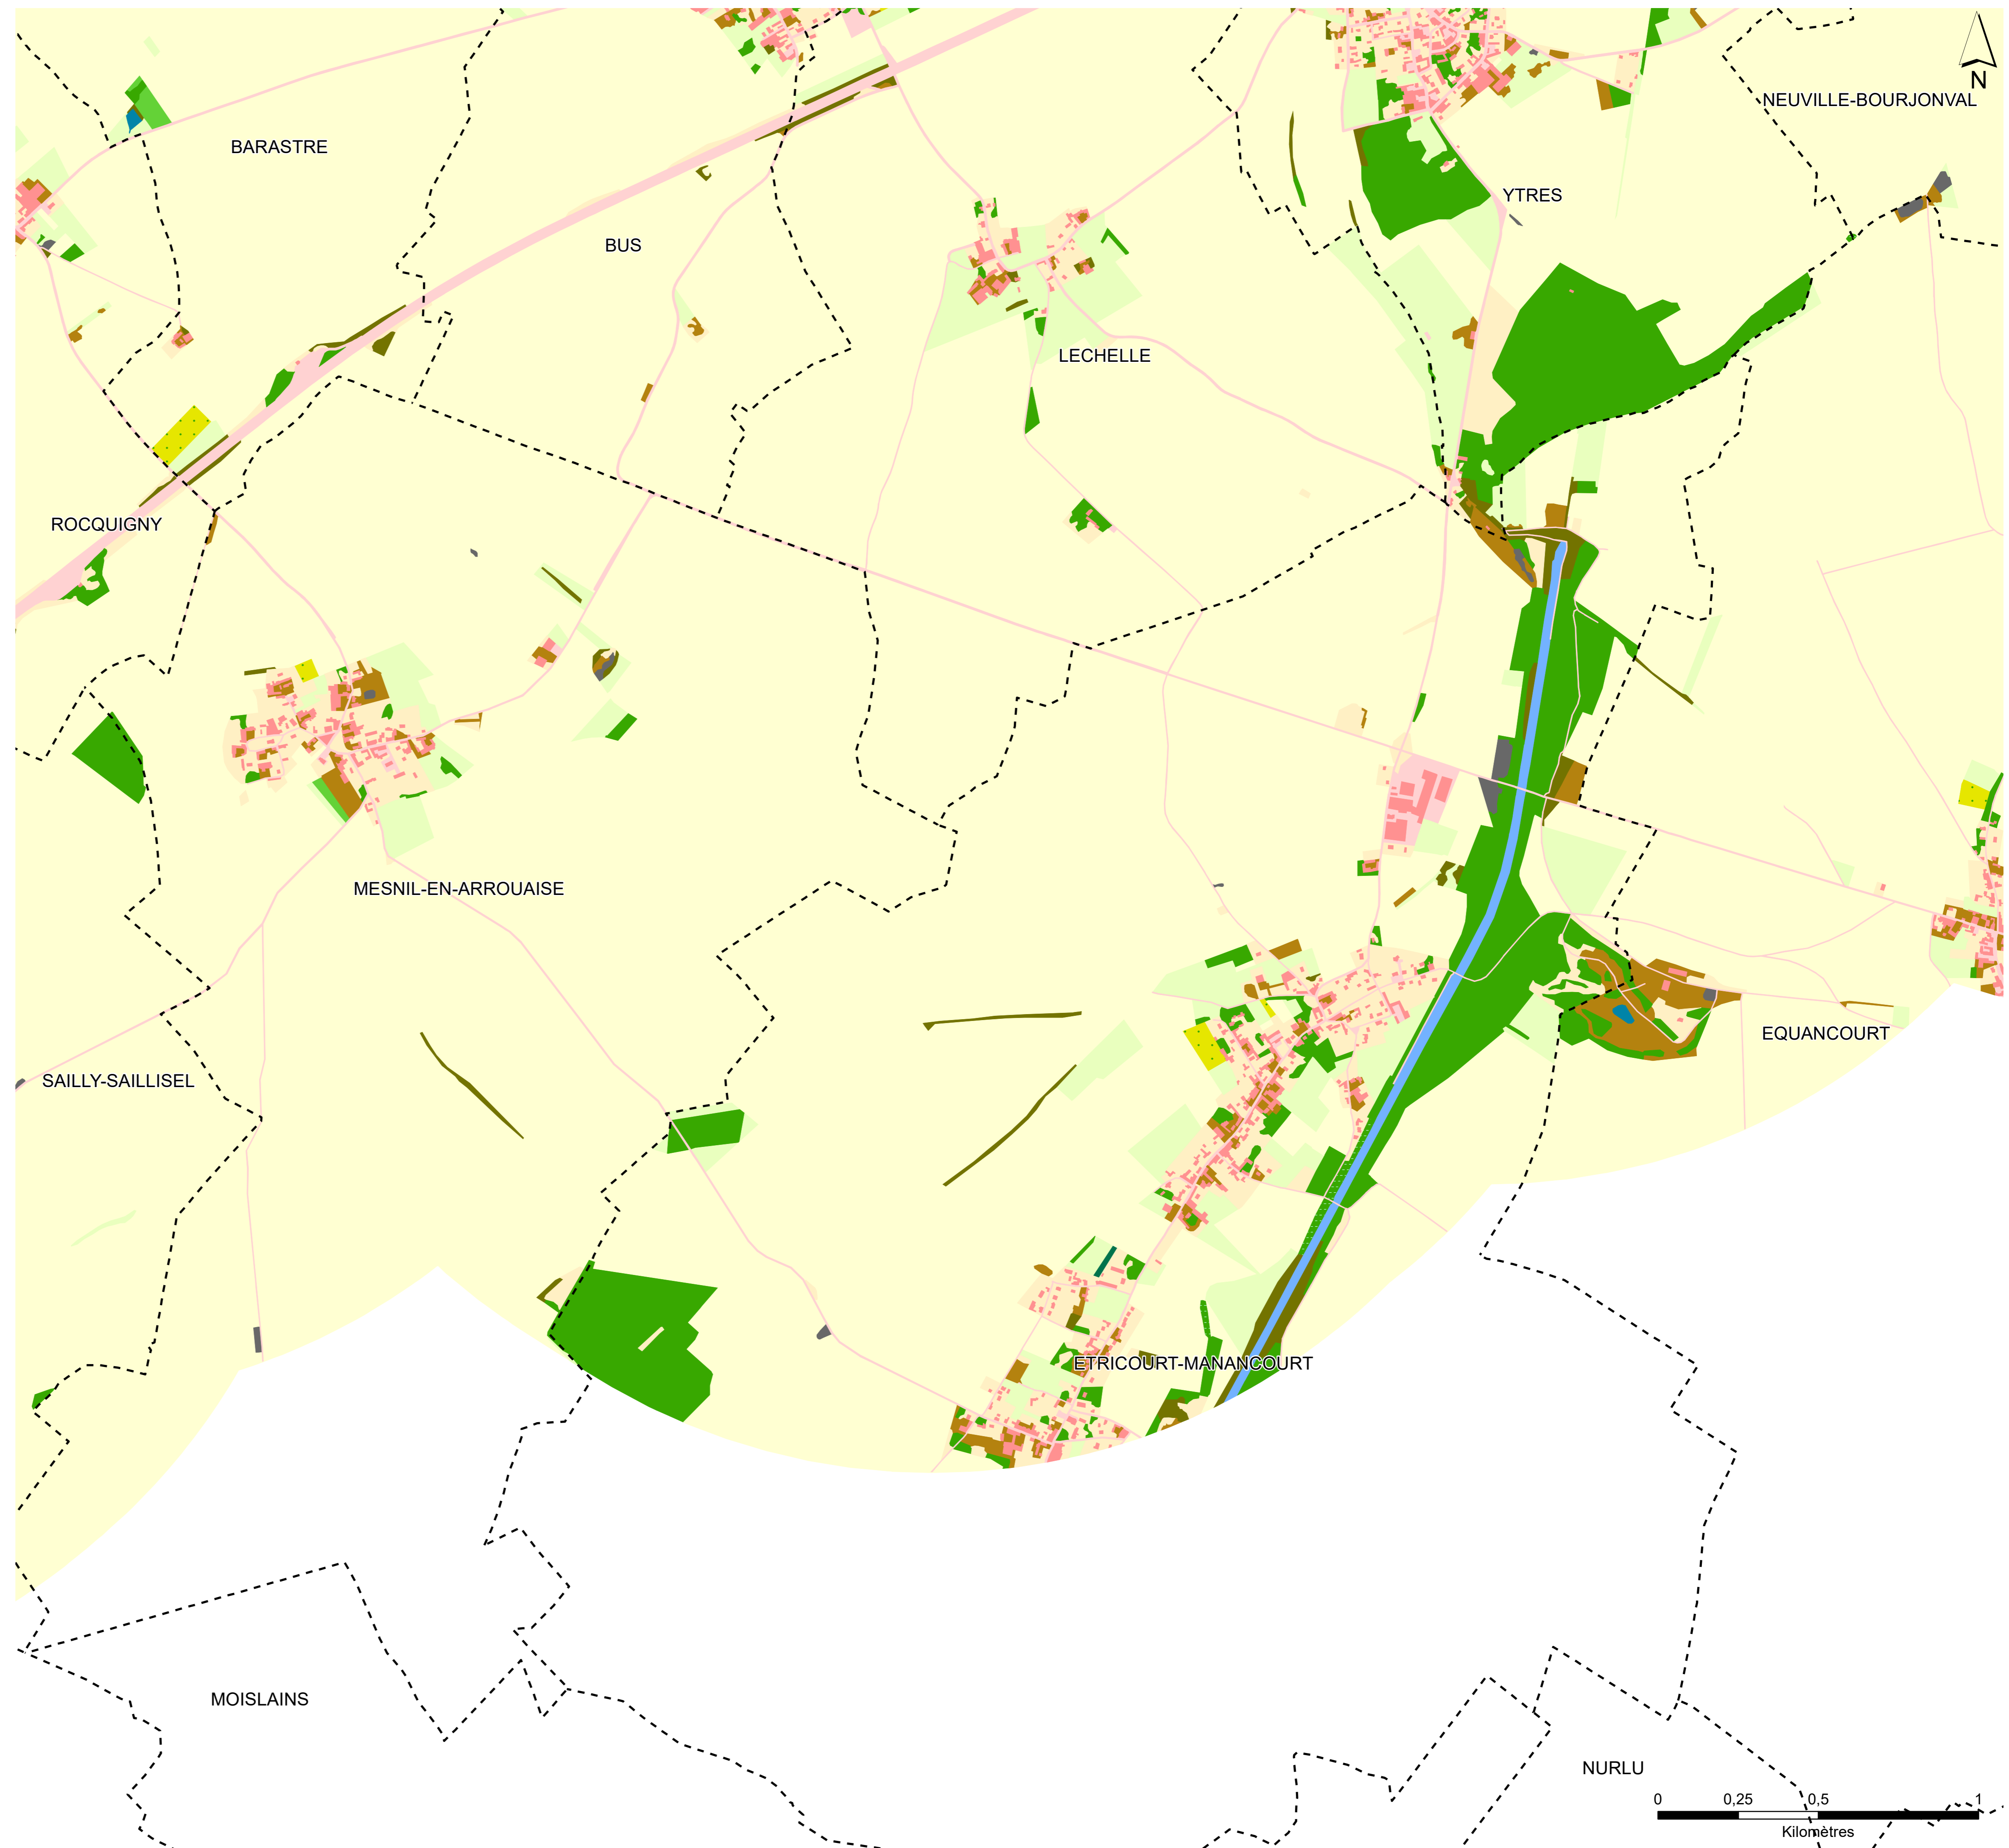 N
NEUVILLE-BOURJONVAL
BARASTRE
YTRES
BUS
LECHELLE
ROCQUIGNY
MESNIL-EN-ARROUAISE
EQUANCOURT
SAILLY-SAILLISEL
ETRICOURT-MANANCOURT
MOISLAINS
NURLU
0 0,25 0,5 1
Kilomètres